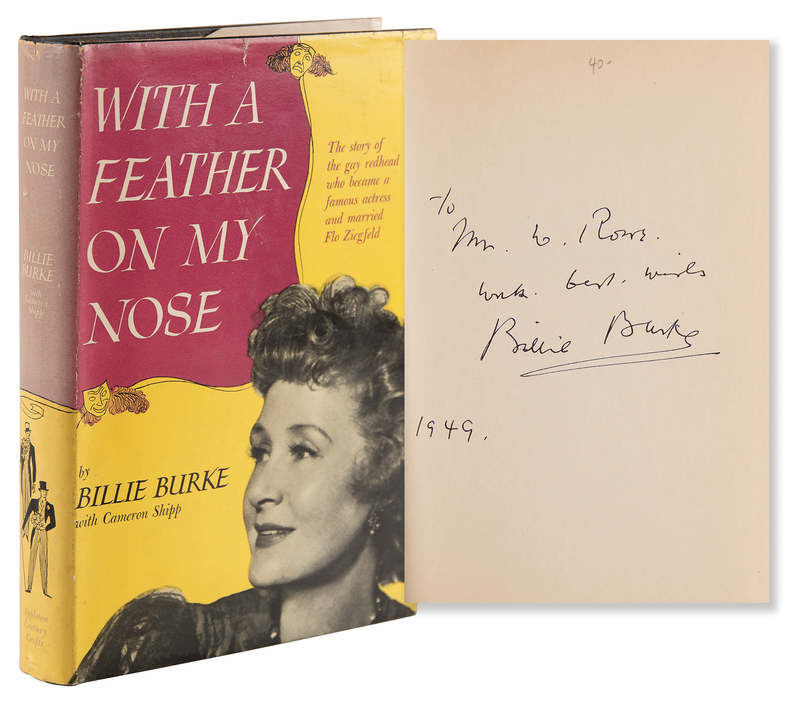 WITH A
FEATHER
ON MY
NOSE
BILLIE
BURKE
with
Cameron
Shipp
Appleton
Century
Crofts
WITH A
FEATHER
ON MY
NOSE
The story of
the gay redhead
who became a
famous actress
and married
Flo Ziegfeld
by
BILLIE BURKE
with Cameron Shipp
40-
To
Mr. W. Rowe.
with best wishes
Billie Burke
1949.